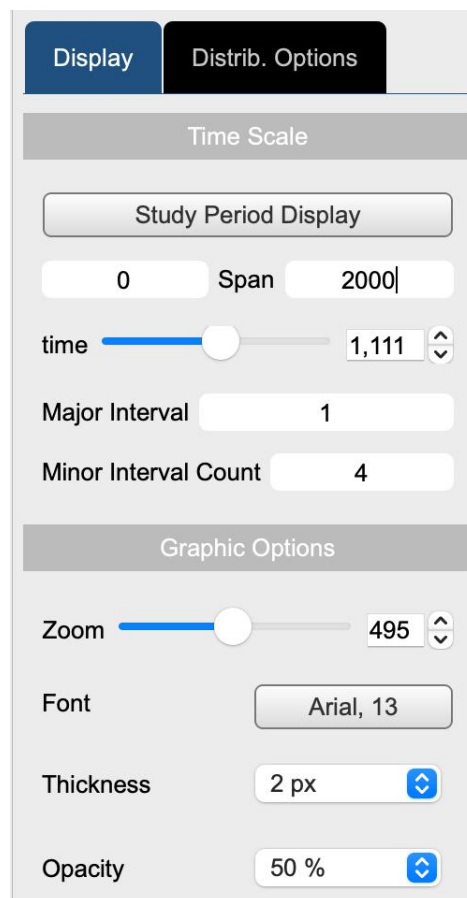 Display Distrib. Options
Time Scale
Study Period Display
0 Span 2000
time 1,111
Major Interval 1
Minor Interval Count 4
Graphic Options
Zoom 495
Font Arial, 13
Thickness 2 px
Opacity 50 %